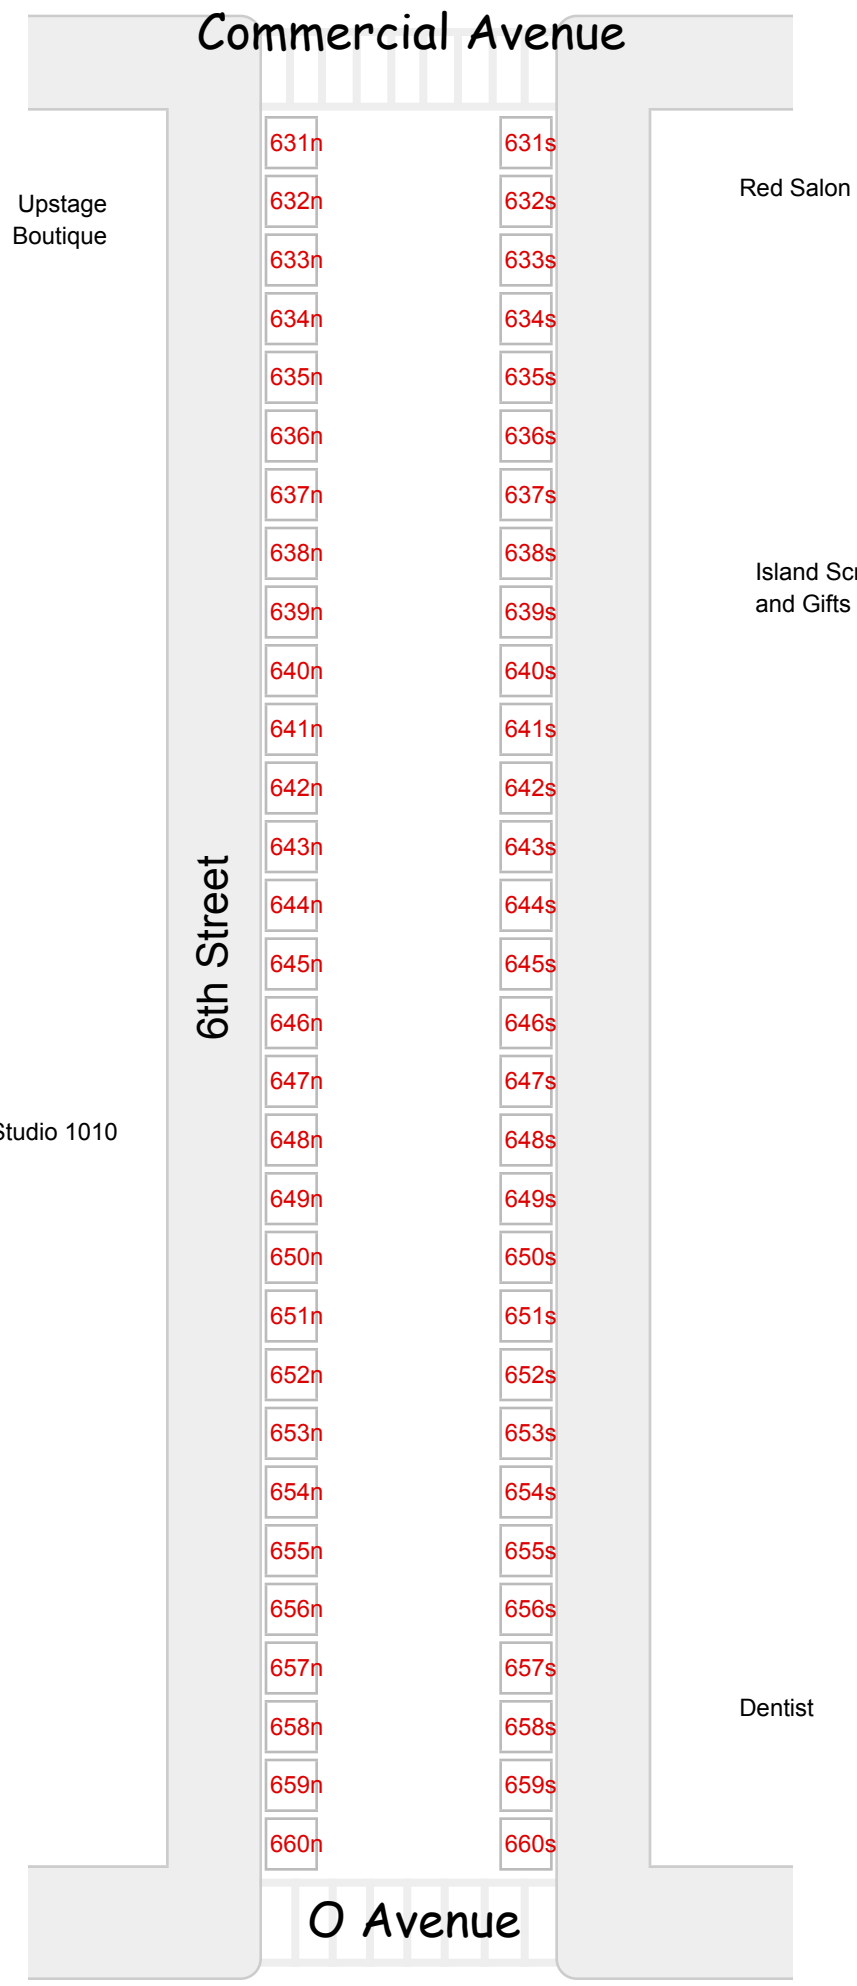 Commercial Avenue
631n 631s
Red Salon
632n 632s
Upstage
Boutique
633n 633s
634n 634s
635n 635s
636n 636s
637n 637s
638n 638s
Island
and Gifts
639n 639s
640n 640s
641n 641s
642n 642s
643n 643s
644n 644s
6th Street
645n 645s
646n 646s
647n 647s
Studio 1010
648n 648s
649n 649s
650n 650s
651n 651s
652n 652s
653n 653s
654n 654s
655n 655s
656n 656s
657n 657s
Dentist
658n 658s
659n 659s
660n 660s
O Avenue